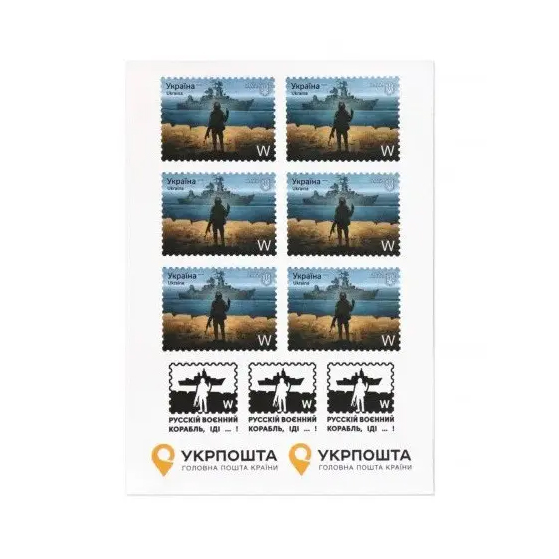 Україна Україна
Ukraine Ukraine
W W
Україна Україна
Ukraine Ukraine
W W
Україна Україна
Ukraine Ukraine
W W
W W W
РУССКІЙ ВОЄННИЙ РУССКІЙ ВОЄННИЙ РУССКІЙ ВОЄННИЙ
КОРАБЛЬ, ІДІ ... ! КОРАБЛЬ, ІДІ ... ! КОРАБЛЬ, ІДІ ... !
УКРПОШТА УКРПОШТА
ГОЛОВНА ПОШТА КРАЇНИ ГОЛОВНА ПОШТА КРАЇНИ